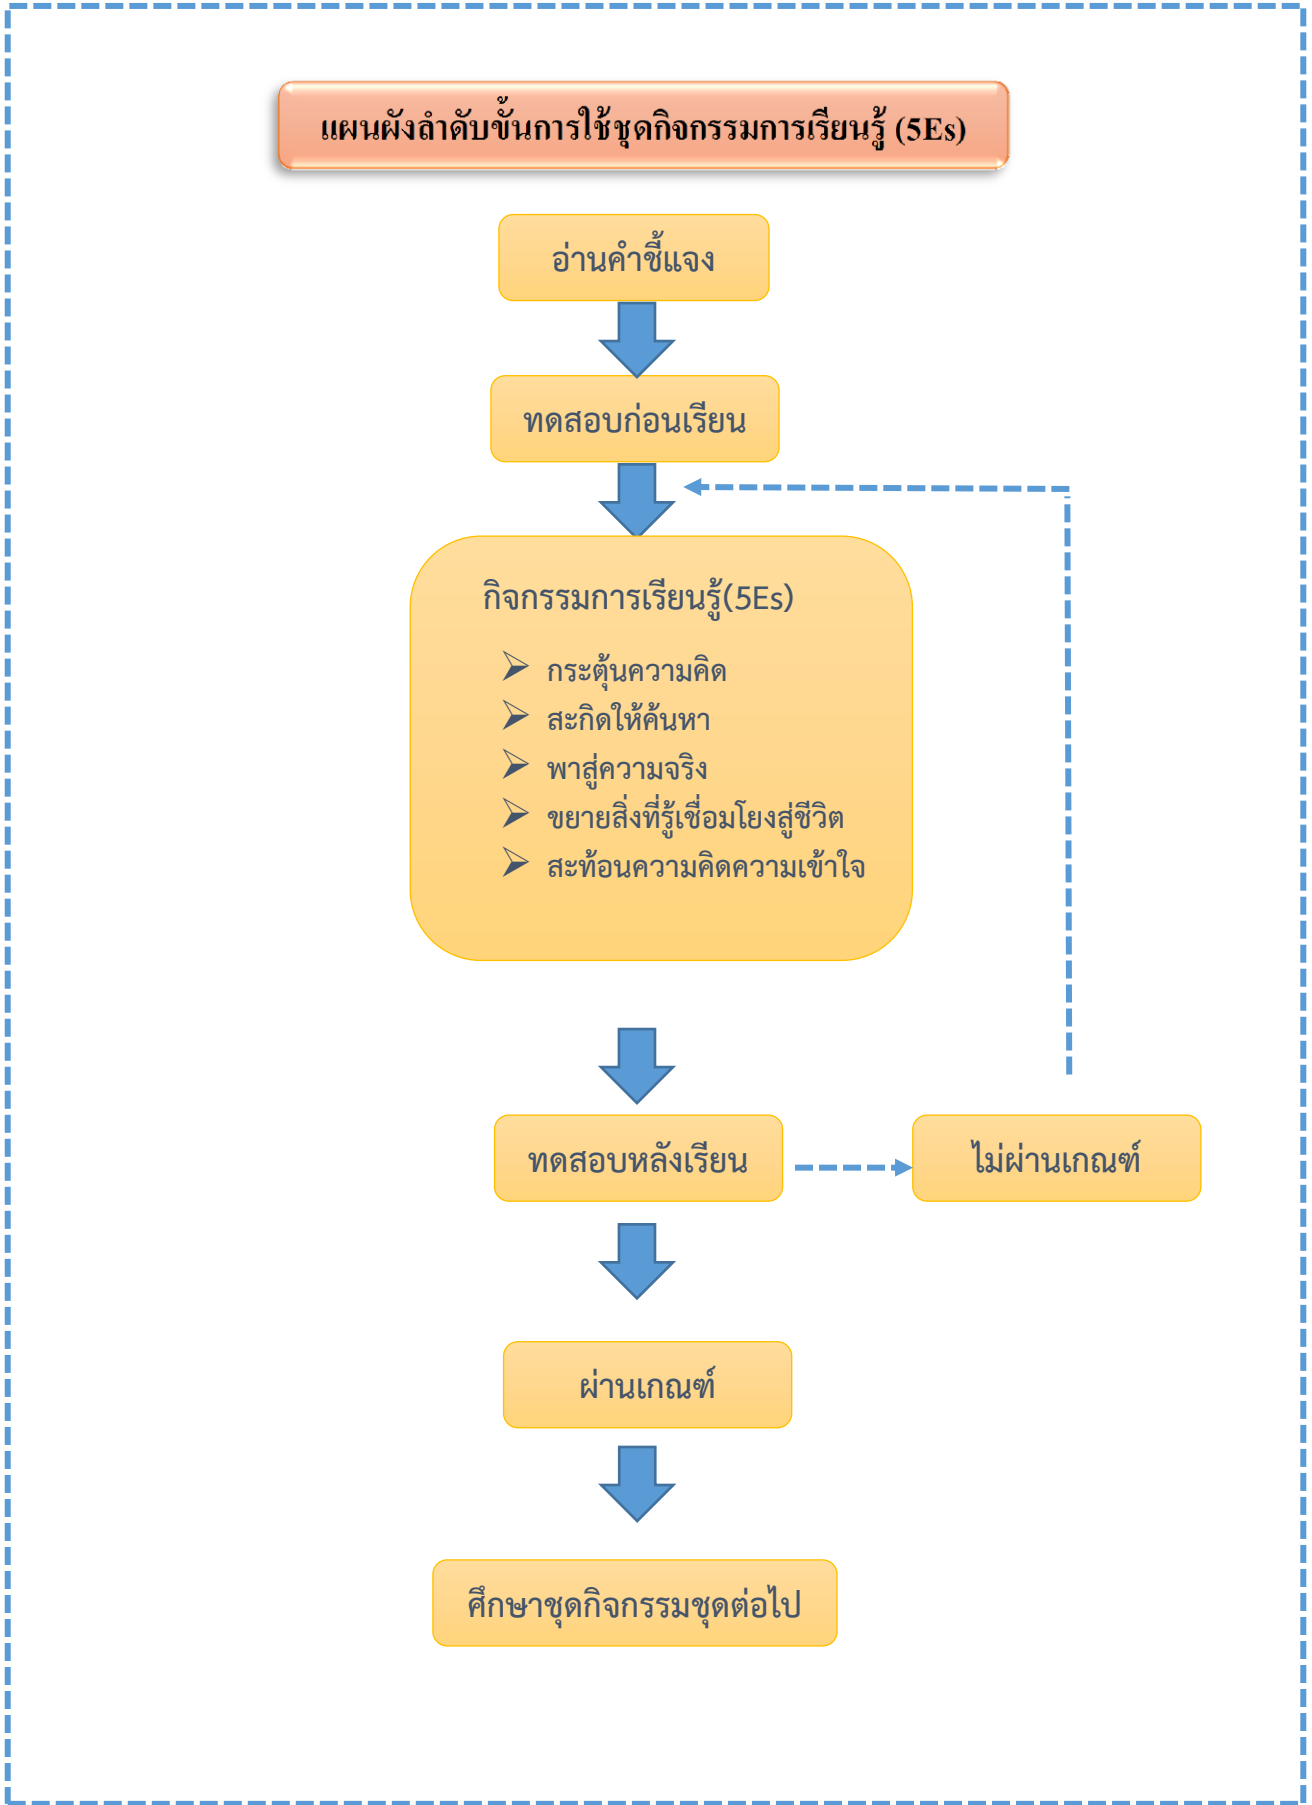 แผนผังลำดับขั้นการใช้ชุดกิจกรรมการเรียนรู้ (5Es)
อ่านคำชี้แจง
ทดสอบก่อนเรียน
กิจกรรมการเรียนรู้(5Es)
กระตุ้นความคิด
สะกิดให้ค้นหา
พาสู่ความจริง
ขยายสิ่งที่รู้เชื่อมโยงสู่ชีวิต
สะท้อนความคิดความเข้าใจ
ทดสอบหลังเรียน
ไม่ผ่านเกณฑ์
ผ่านเกณฑ์
ศึกษาชุดกิจกรรมชุดต่อไป